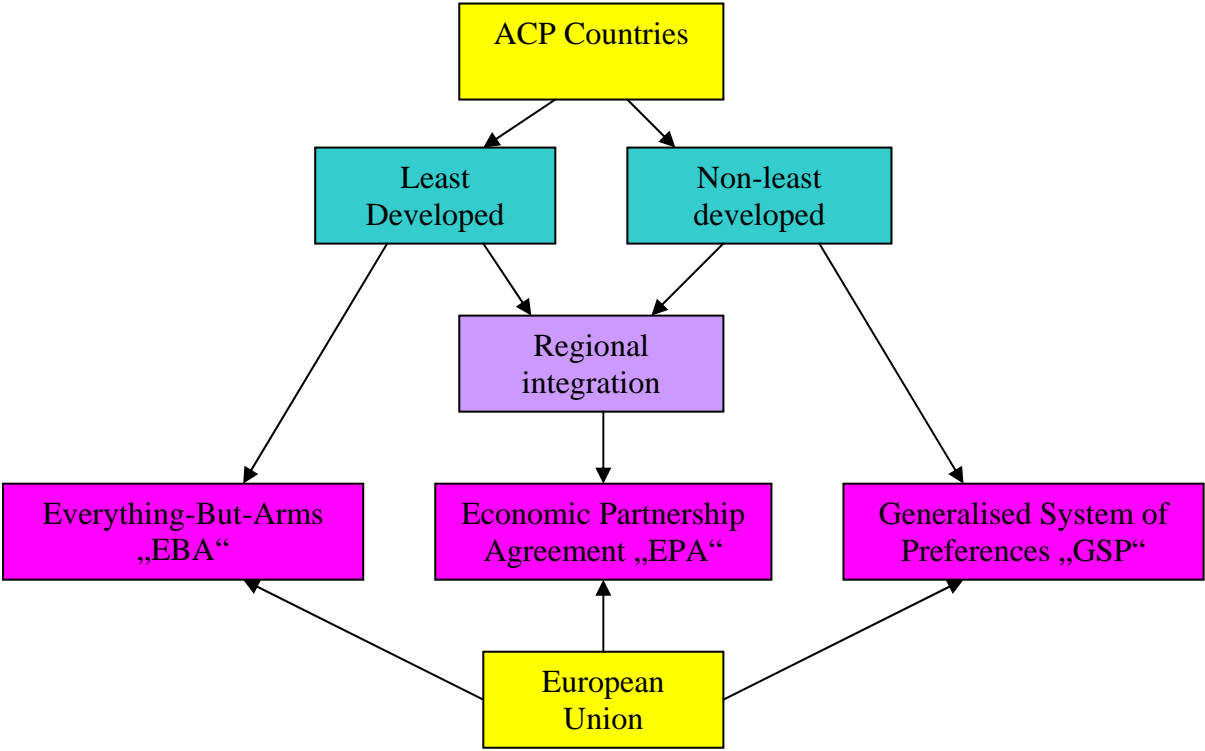 ACP Countries
Least
Developed
Non-least
developed
Regional
integration
Everything-But-Arms
„EBA“
Economic Partnership
Agreement „EPA“
Generalised System of
Preferences „GSP“
European
Union